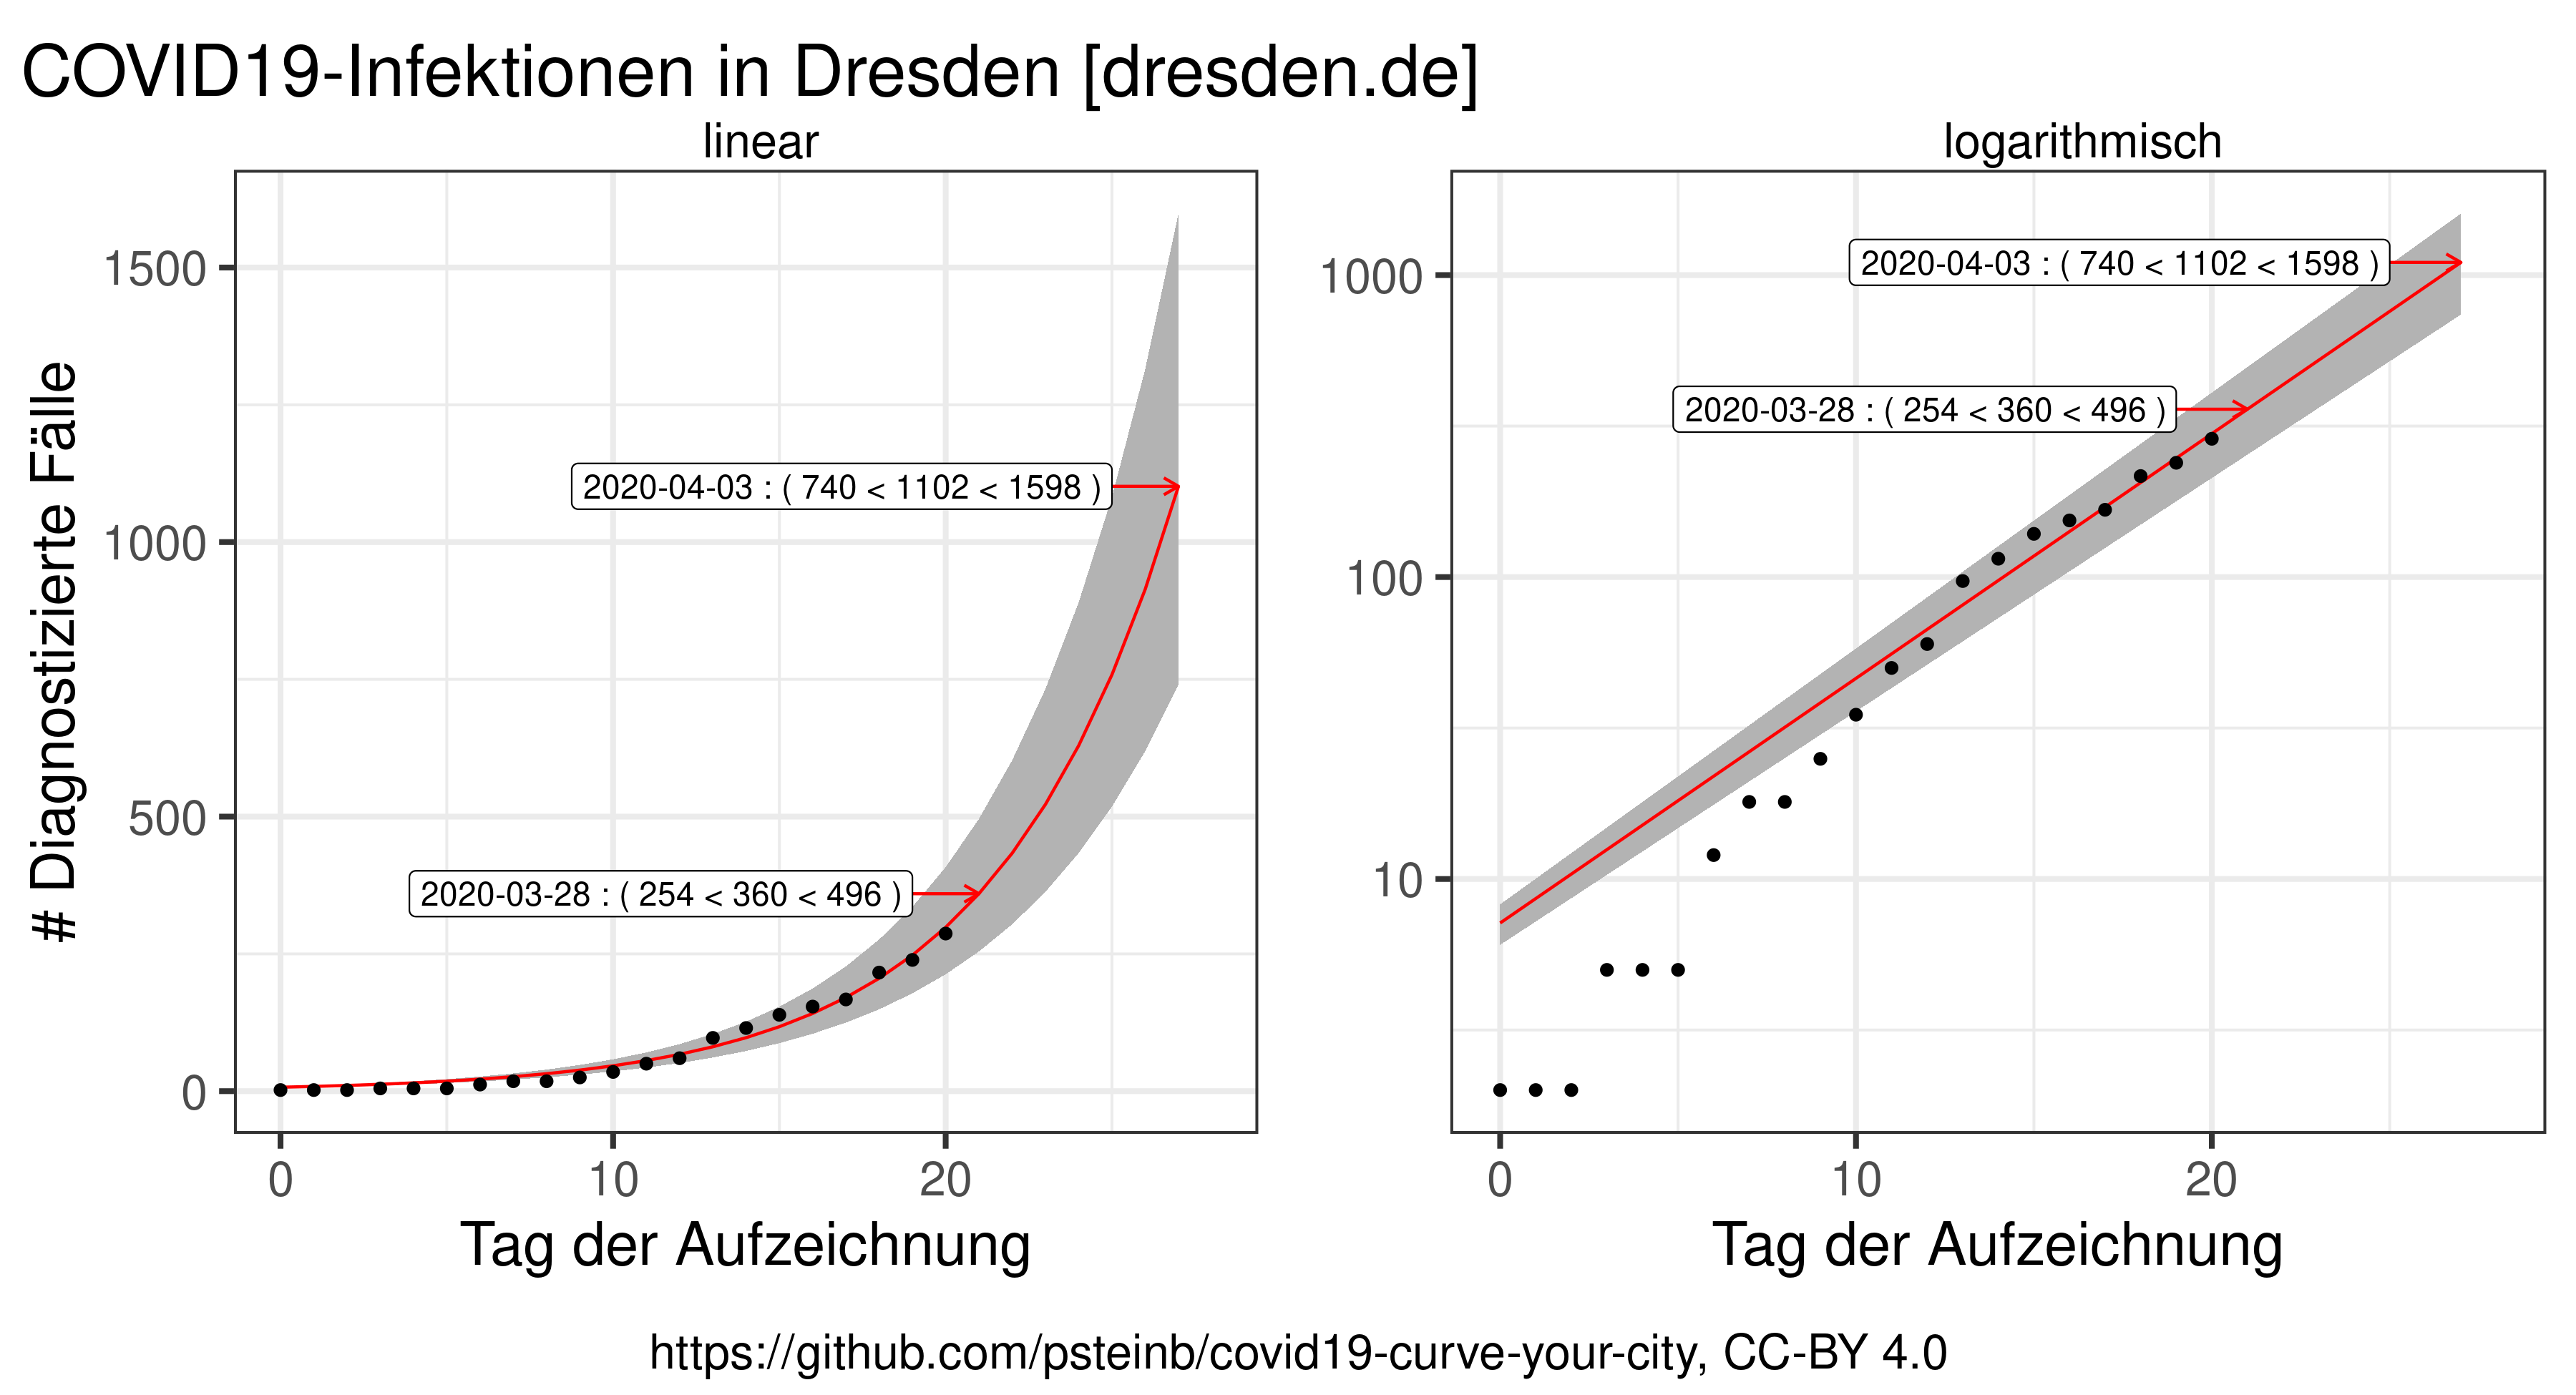 COVID19-Infektionen in Dresden [dresden.de]
linear
logarithmisch
# Diagnostizierte Fälle
1500
1000
500
0
2020-04-03 : ( 740 < 1102 < 1598 )
2020-03-28 : ( 254 < 360 < 496 )
0 10 20
Tag der Aufzeichnung
1000
100
10
2020-04-03 : ( 740 < 1102 < 1598 )
2020-03-28 : ( 254 < 360 < 496 )
0 10 20
Tag der Aufzeichnung
https://github.com/psteinb/covid19-curve-your-city, CC-BY 4.0